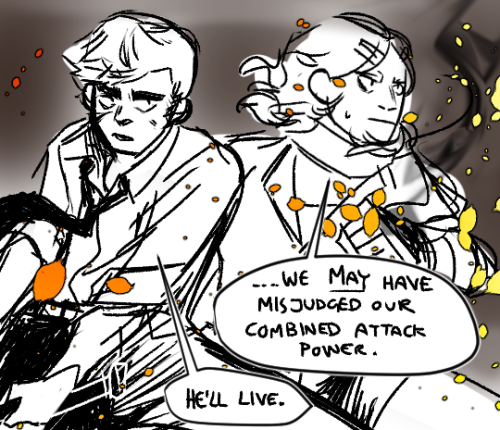 ....WE MAY HAVE
MISJUDGED OUR
COMBINED ATTACK
POWER.
HE'LL LIVE.